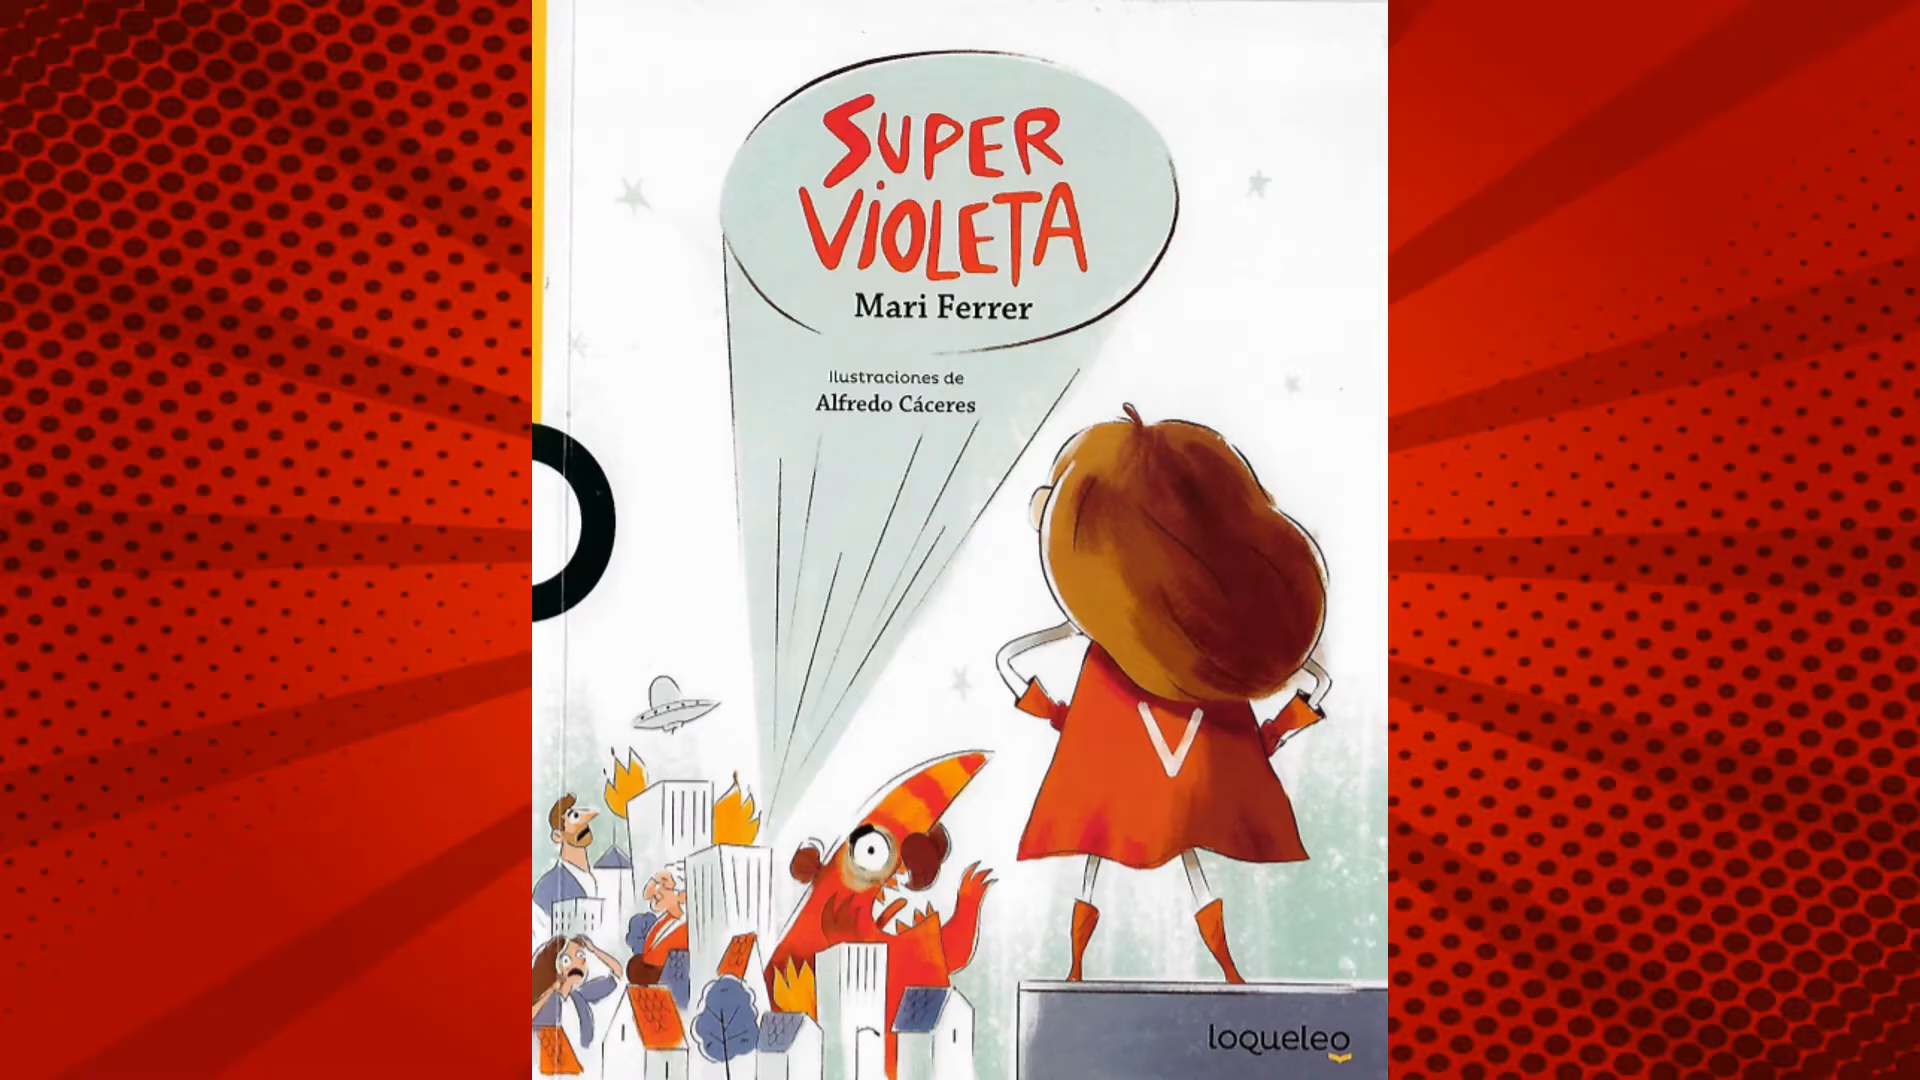 SUPER
VIOLETA
Mari Ferrer
Ilustraciones de
Alfredo Cáceres
V
loqueleo